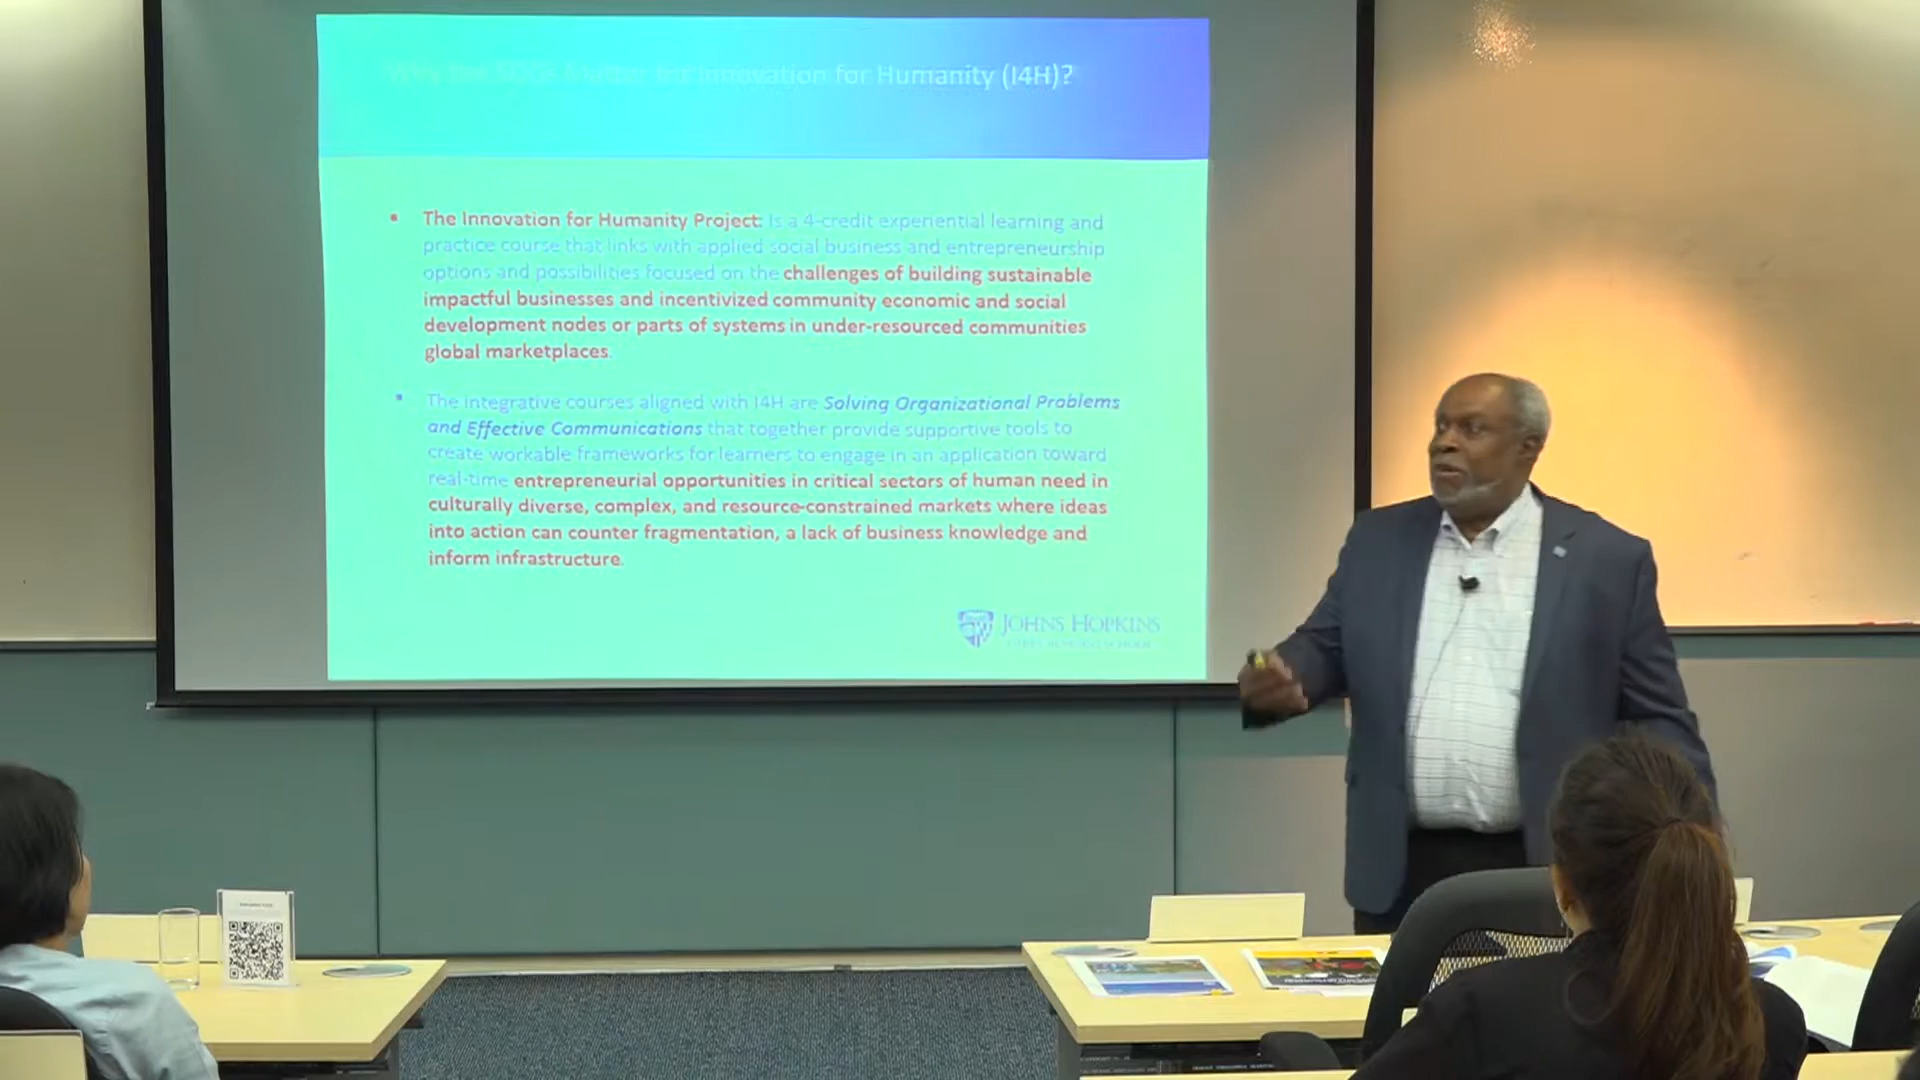 Why the SDGs Matter for Innovation for Humanity (I4H)?
The Innovation for Humanity Project: Is a 4-credit experiential learning and
practice course that links with applied social business and entrepreneurship
options and possibilities focused on the challenges of building sustainable
impactful businesses and incentivized community economic and social
development nodes or parts of systems in under-resourced communities
global marketplaces.
The integrative courses aligned with I4H are Solving Organizational Problems
and Effective Communications that together provide supportive tools to
create workable frameworks for learners to engage in an application toward
real-time entrepreneurial opportunities in critical sectors of human need in
culturally diverse, complex, and resource-constrained markets where ideas
into action can counter fragmentation, a lack of business knowledge and
inform infrastructure.
JOHNS HOPKINS